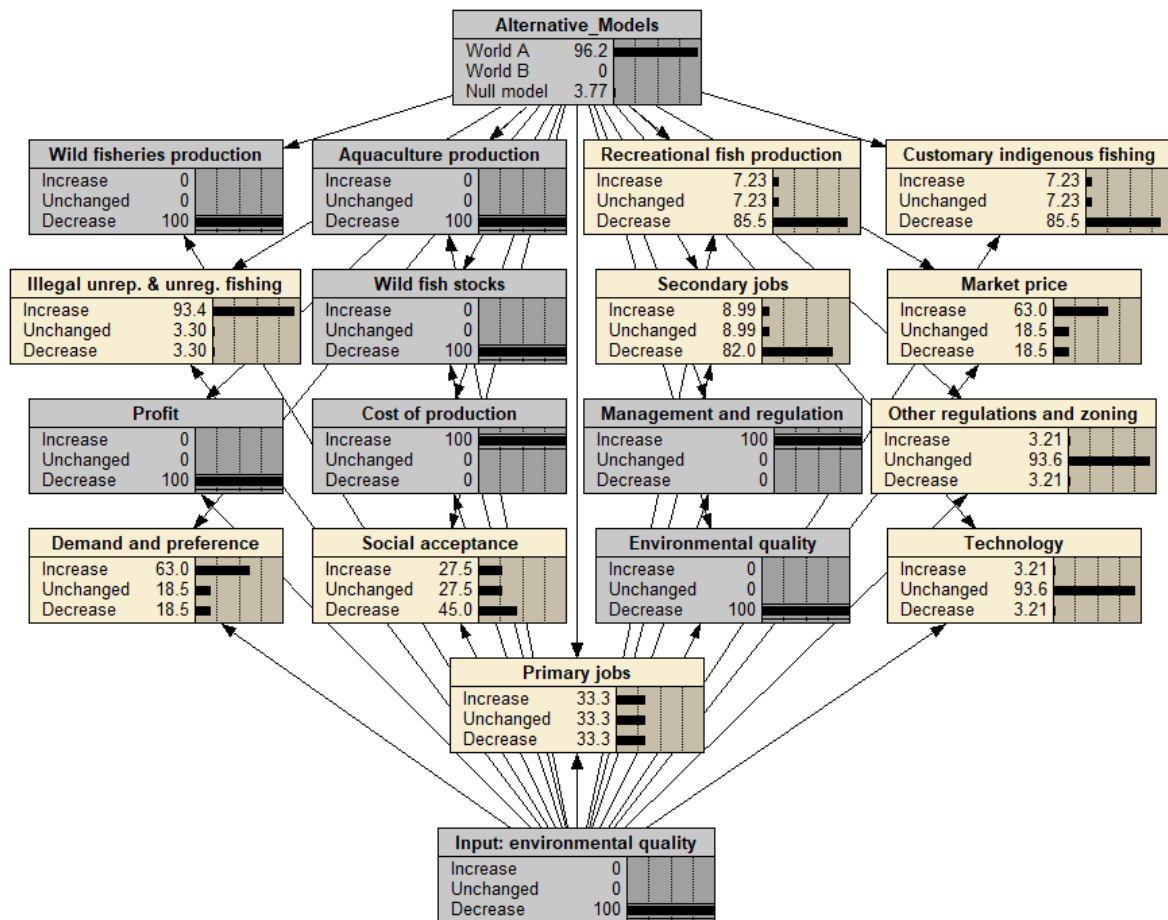 Alternative_Models
World A 96.2
World B 0
Null model 3.77
Wild fisheries production
Increase 0
Unchanged 0
Decrease 100
Aquaculture production
Increase 0
Unchanged 0
Decrease 100
Recreational fish production
Increase 7.23
Unchanged 7.23
Decrease 85.5
Customary indigenous fishing
Increase 7.23
Unchanged 7.23
Decrease 85.5
Illegal unrep. & unreg. fishing
Increase 93.4
Unchanged 3.30
Decrease 3.30
Wild fish stocks
Increase 0
Unchanged 0
Decrease 100
Secondary jobs
Increase 8.99
Unchanged 8.99
Decrease 82.0
Market price
Increase 63.0
Unchanged 18.5
Decrease 18.5
Profit
Increase 0
Unchanged 0
Decrease 100
Cost of production
Increase 100
Unchanged 0
Decrease 0
Management and regulation
Increase 100
Unchanged 0
Decrease 0
Other regulations and zoning
Increase 3.21
Unchanged 93.6
Decrease 3.21
Demand and preference
Increase 63.0
Unchanged 18.5
Decrease 18.5
Social acceptance
Increase 27.5
Unchanged 27.5
Decrease 45.0
Environmental quality
Increase 0
Unchanged 0
Decrease 100
Technology
Increase 3.21
Unchanged 93.6
Decrease 3.21
Primary jobs
Increase 33.3
Unchanged 33.3
Decrease 33.3
Input: environmental quality
Increase 0
Unchanged 0
Decrease 100